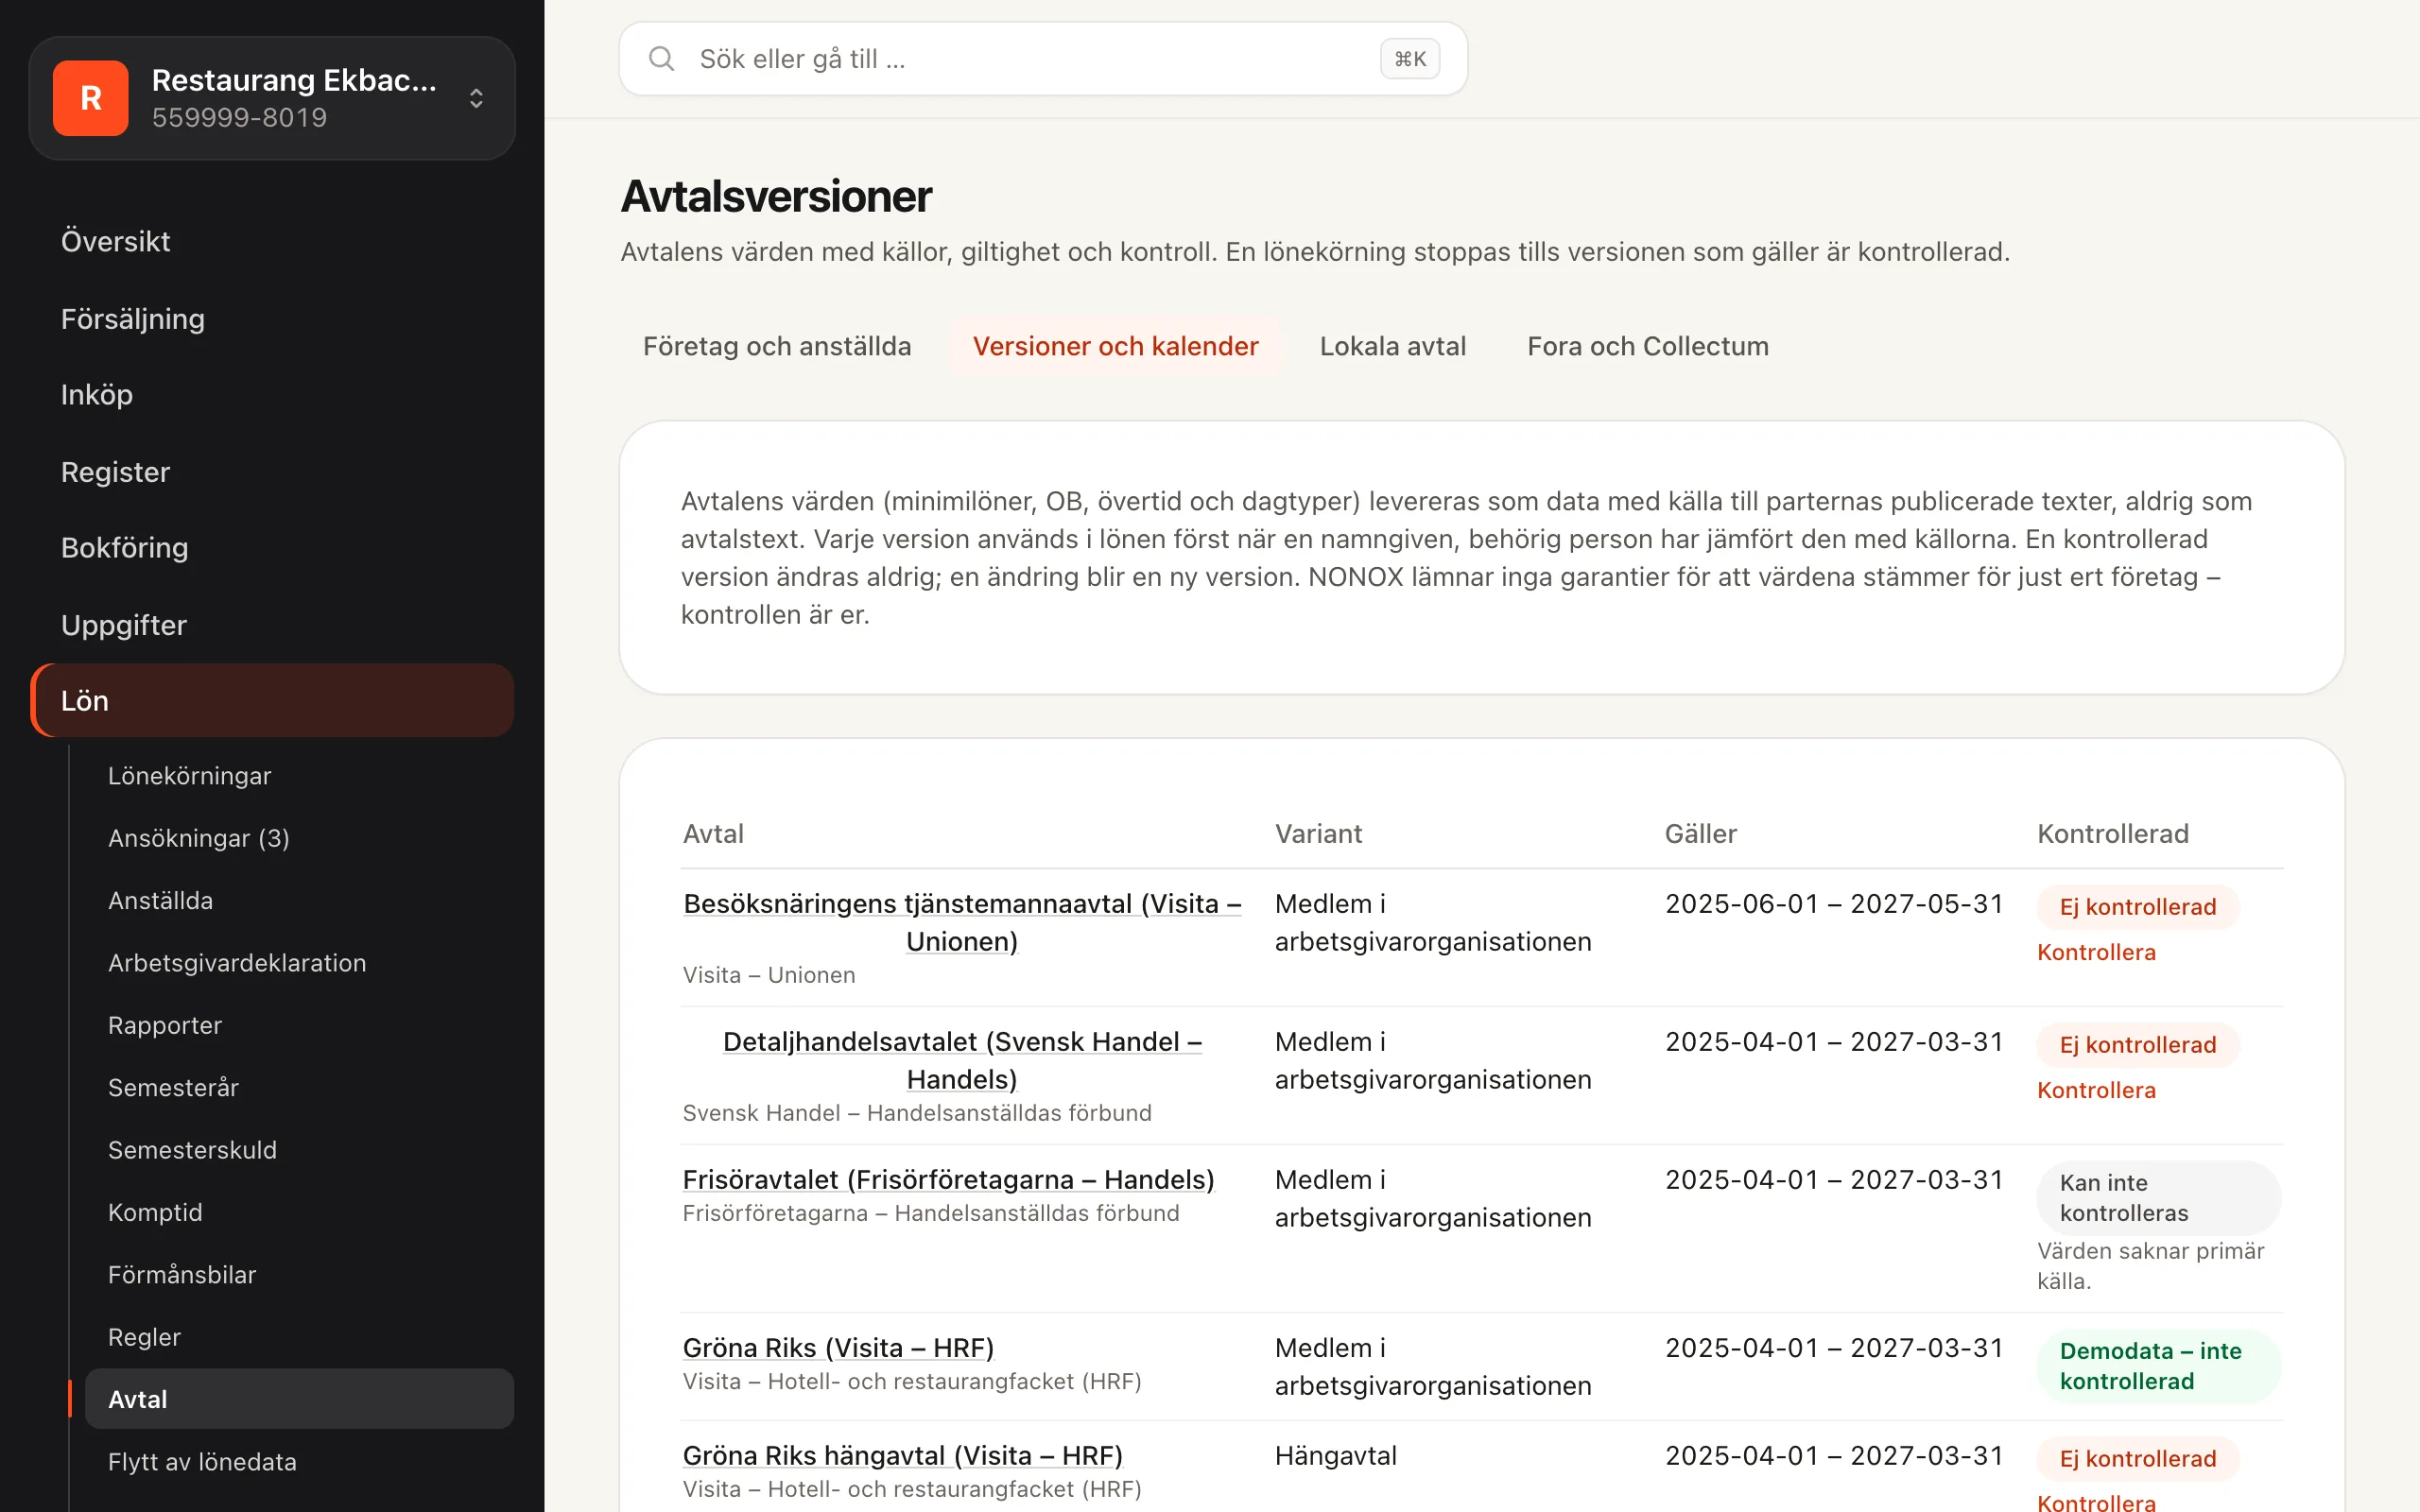 R
Restaurang Ekbac...
559999-8019
Översikt
Försäljning
Inköp
Register
Bokföring
Uppgifter
Lön
Lönekörningar
Ansökningar (3)
Anställda
Arbetsgivardeklaration
Rapporter
Semesterår
Semesterskuld
Komptid
Förmånsbilar
Regler
Avtal
Flytt av lönedata
Sök eller gå till ...
⌘K
Avtalsversioner
Avtalens värden med källor, giltighet och kontroll. En lönekörning stoppas tills versionen som gäller är kontrollerad.
Företag och anställda
Versioner och kalender
Lokala avtal
Fora och Collectum
Avtalens värden (minimilöner, OB, övertid och dagtyper) levereras som data med källa till parternas publicerade texter, aldrig som
avtalstext. Varje version används i lönen först när en namngiven, behörig person har jämfört den med källorna. En kontrollerad
version ändras aldrig; en ändring blir en ny version. NONOX lämnar inga garantier för att värdena stämmer för just ert företag –
kontrollen är er.
Avtal
Variant
Gäller
Kontrollerad
Besöksnäringens tjänstemannaavtal (Visita –
Unionen)
Visita – Unionen
Medlem i
arbetsgivarorganisationen
2025-06-01 – 2027-05-31
Ej kontrollerad
Kontrollera
Detaljhandelsavtalet (Svensk Handel –
Handels)
Svensk Handel – Handelsanställdas förbund
Medlem i
arbetsgivarorganisationen
2025-04-01 – 2027-03-31
Ej kontrollerad
Kontrollera
Frisöravtalet (Frisörföretagarna – Handels)
Frisörföretagarna – Handelsanställdas förbund
Medlem i
arbetsgivarorganisationen
2025-04-01 – 2027-03-31
Kan inte
kontrolleras
Värden saknar primär
källa.
Gröna Riks (Visita – HRF)
Visita – Hotell- och restaurangfacket (HRF)
Medlem i
arbetsgivarorganisationen
2025-04-01 – 2027-03-31
Demodata – inte
kontrollerad
Gröna Riks hängavtal (Visita – HRF)
Visita – Hotell- och restaurangfacket (HRF)
Hängavtal
2025-04-01 – 2027-03-31
Ej kontrollerad
Kontrollera